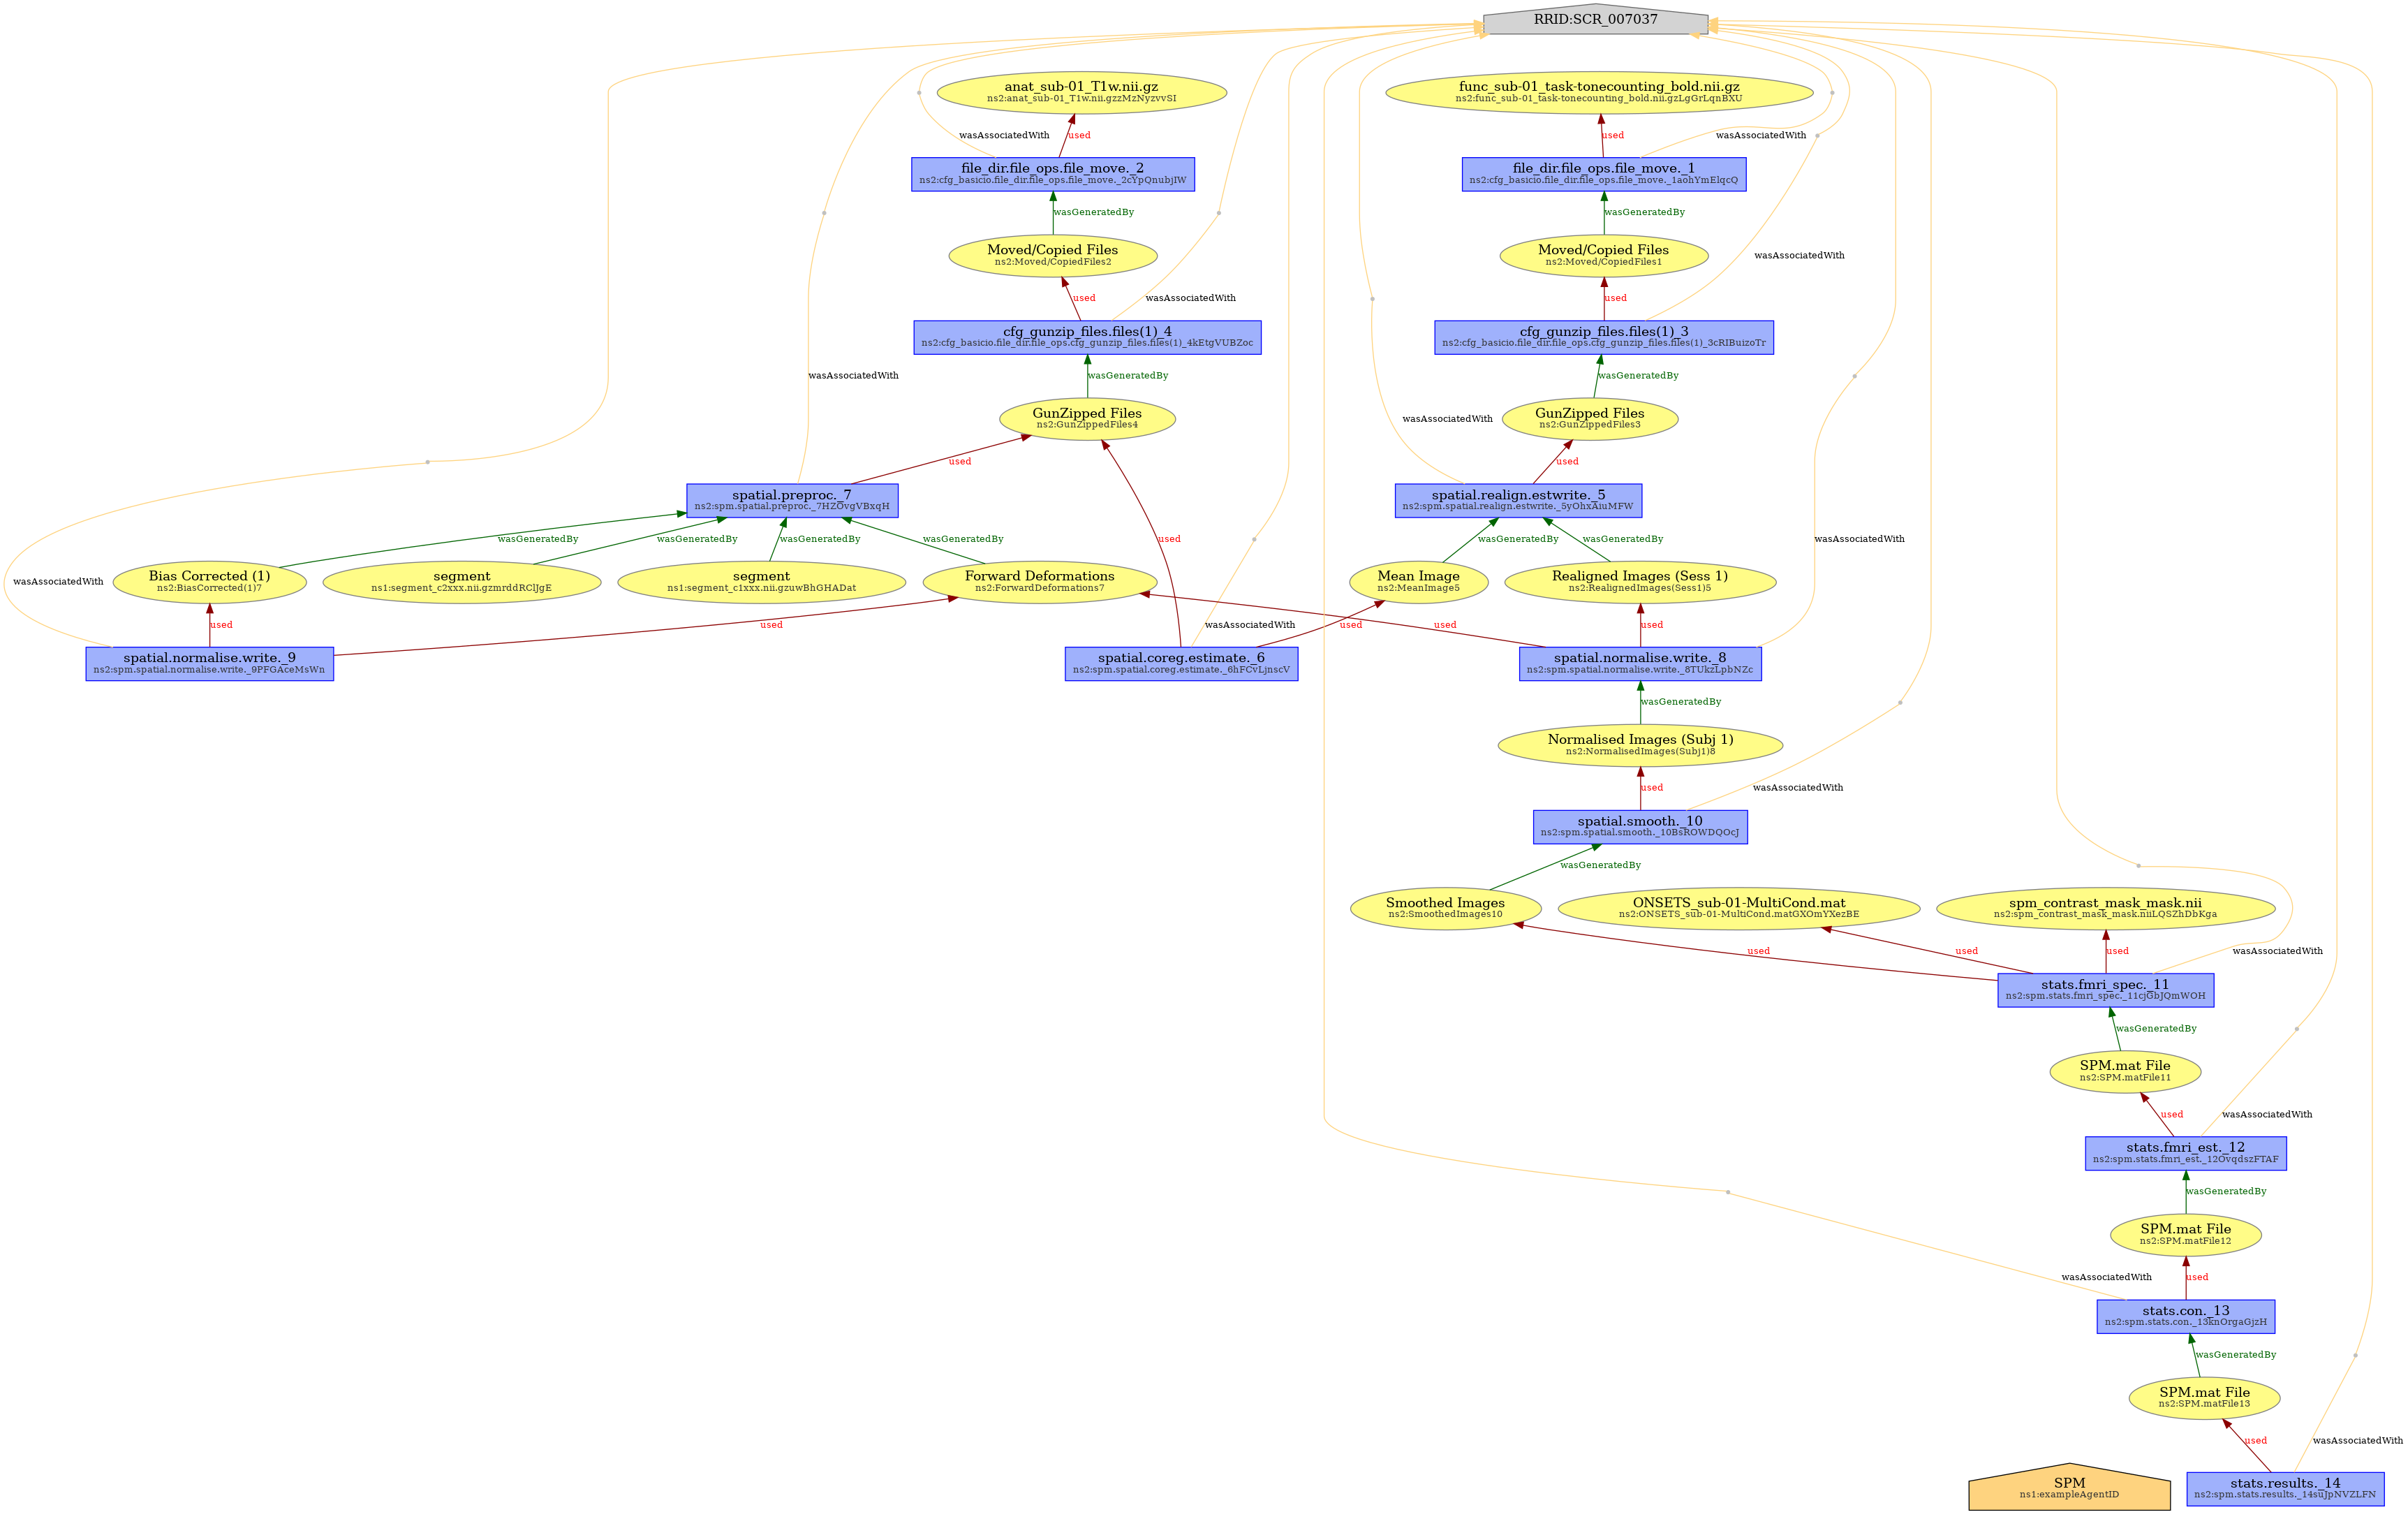 RRID:SCR_007037
anat_sub-01_T1w.nii.gz
ns2:anat_sub-01_T1w.nii.gzzMzNyzvvSI
func_sub-01_task-tonecounting_bold.nii.gz
ns2:func_sub-01_task-tonecounting_bold.nii.gzLgGrLqnBXU
wasAssociatedWith
used
used
wasAssociatedWith
file_dir.file_ops.file_move._2
ns2:cfg_basicio.file_dir.file_ops.file_move._2cYpQnubjIW
file_dir.file_ops.file_move._1
ns2:cfg_basicio.file_dir.file_ops.file_move._1aohYmElqcQ
wasGeneratedBy
wasGeneratedBy
Moved/Copied Files
ns2:Moved/CopiedFiles2
Moved/Copied Files
ns2:Moved/CopiedFiles1
wasAssociatedWith
used
wasAssociatedWith
used
cfg_gunzip_files.files(1)_4
ns2:cfg_basicio.file_dir.file_ops.cfg_gunzip_files.files(1)_4kEtgVUBZoc
cfg_gunzip_files.files(1)_3
ns2:cfg_basicio.file_dir.file_ops.cfg_gunzip_files.files(1)_3cRIBuizoTr
wasAssociatedWith
wasGeneratedBy
wasGeneratedBy
GunZipped Files
ns2:GunZippedFiles4
GunZipped Files
ns2:GunZippedFiles3
wasAssociatedWith
used
used
spatial.preproc._7
ns2:spm.spatial.preproc._7HZOvgVBxqH
spatial.realign.estwrite._5
ns2:spm.spatial.realign.estwrite._5yOhxAiuMFW
wasGeneratedBy
wasGeneratedBy
wasGeneratedBy
wasGeneratedBy
used
wasGeneratedBy
wasGeneratedBy
wasAssociatedWith
wasAssociatedWith
Bias Corrected (1)
ns2:BiasCorrected(1)7
segment
ns1:segment_c2xxx.nii.gzmrddRClJgE
segment
ns1:segment_c1xxx.nii.gzuwBhGHADat
Forward Deformations
ns2:ForwardDeformations7
Mean Image
ns2:MeanImage5
Realigned Images (Sess 1)
ns2:RealignedImages(Sess1)5
used
used
wasAssociatedWith
used
used
used
spatial.normalise.write._9
ns2:spm.spatial.normalise.write._9PFGAceMsWn
spatial.coreg.estimate._6
ns2:spm.spatial.coreg.estimate._6hFCvLjnscV
spatial.normalise.write._8
ns2:spm.spatial.normalise.write._8TUkzLpbNZc
wasGeneratedBy
Normalised Images (Subj 1)
ns2:NormalisedImages(Subj1)8
used
wasAssociatedWith
spatial.smooth._10
ns2:spm.spatial.smooth._10BsROWDQOcJ
wasGeneratedBy
Smoothed Images
ns2:SmoothedImages10
ONSETS_sub-01-MultiCond.mat
ns2:ONSETS_sub-01-MultiCond.matGXOmYXezBE
spm_contrast_mask_mask.nii
ns2:spm_contrast_mask_mask.niiLQSZhDbKga
used
used
used
wasAssociatedWith
stats.fmri_spec._11
ns2:spm.stats.fmri_spec._11cjGbJQmWOH
wasGeneratedBy
SPM.mat File
ns2:SPM.matFile11
used
wasAssociatedWith
stats.fmri_est._12
ns2:spm.stats.fmri_est._12OvqdszFTAF
wasGeneratedBy
SPM.mat File
ns2:SPM.matFile12
wasAssociatedWith
used
stats.con._13
ns2:spm.stats.con._13knOrgaGjzH
wasGeneratedBy
SPM.mat File
ns2:SPM.matFile13
used
wasAssociatedWith
SPM
ns1:exampleAgentID
stats.results._14
ns2:spm.stats.results._14suJpNVZLFN